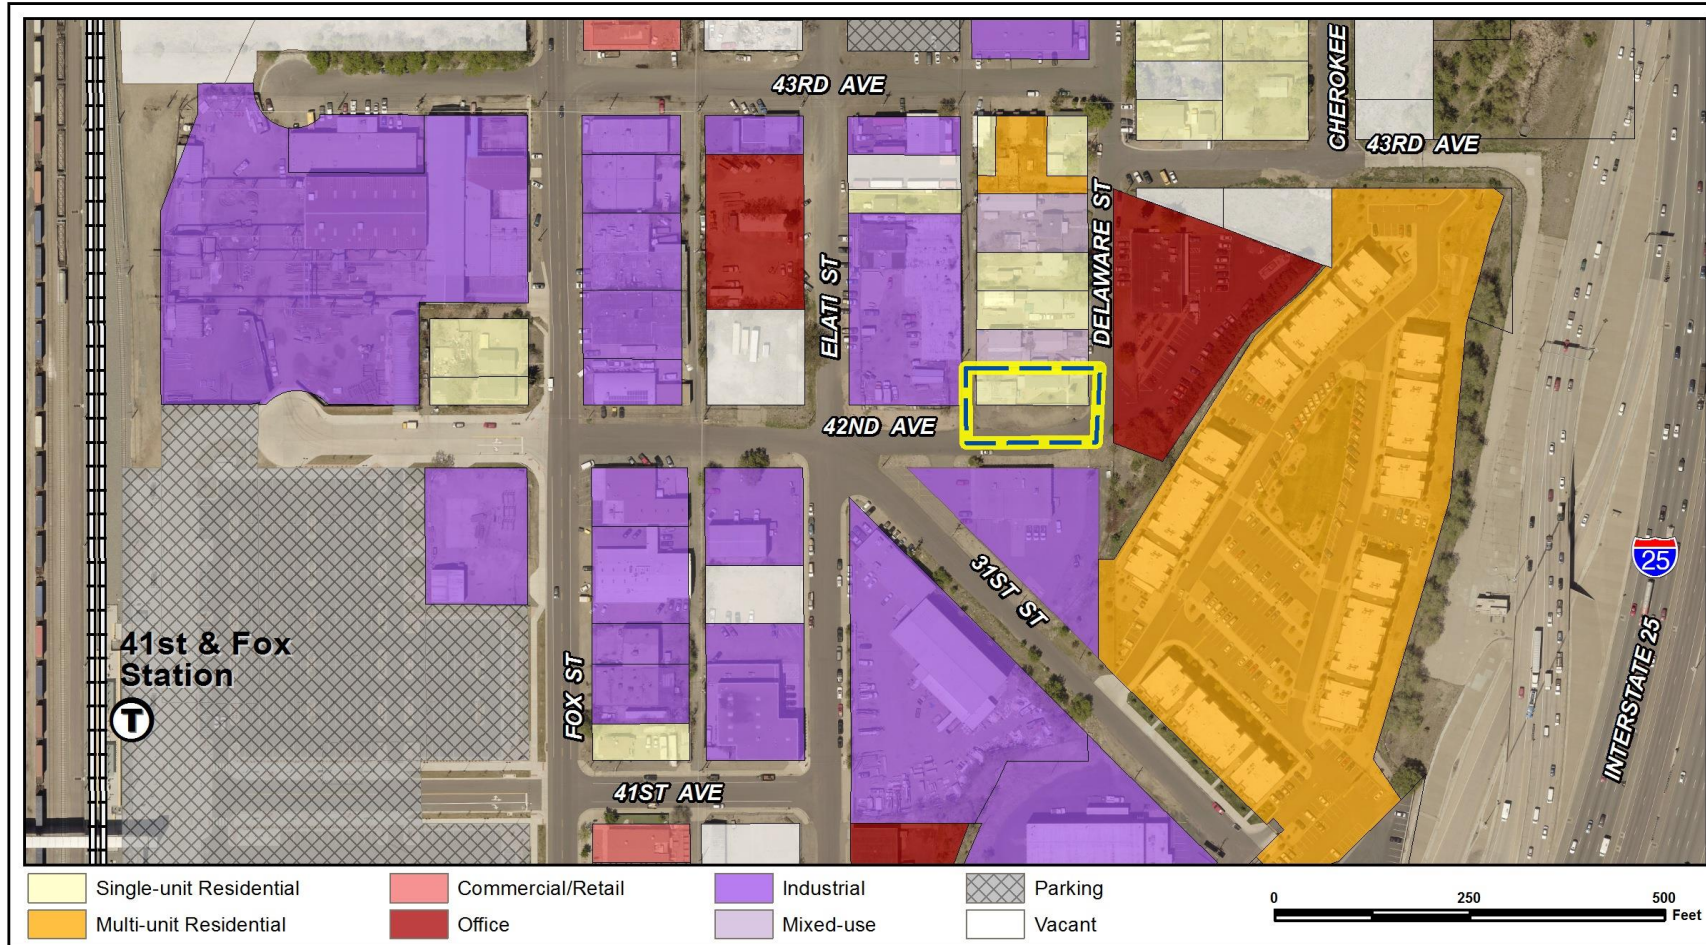 CHEROKEE
43RD AVE
43RD AVE
DELAWARE ST
ELATI ST
42ND AVE
31ST ST
25
INTERSTATE 25
41st & Fox
Station
T
FOX ST
41ST AVE
Single-unit Residential
Commercial/Retail
Industrial
Parking
0 250 500
Feet
Multi-unit Residential
Office
Mixed-use
Vacant